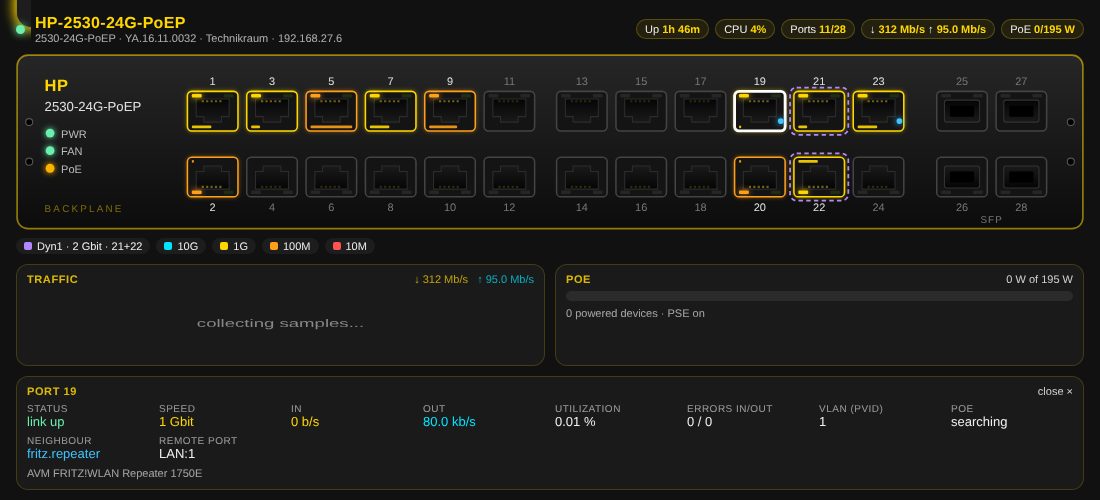 HP-2530-24G-PoEP
2530-24G-PoEP · YA.16.11.0032 · Technikraum · 192.168.27.6
Up 1h 46m CPU 4% Ports 11/28 ↓ 312 Mb/s ↑ 95.0 Mb/s PoE 0/195 W
HP
2530-24G-PoEP
PWR
FAN
PoE
BACKPLANE
1 3 5 7 9 11 13 15 17 19 21 23 25 27
2 4 6 8 10 12 14 16 18 20 22 24 26 28
SFP
Dyn1 · 2 Gbit · 21+22 10G 1G 100M 10M
TRAFFIC ↓ 312 Mb/s ↑ 95.0 Mb/s
collecting samples...
POE 0 W of 195 W
0 powered devices · PSE on
PORT 19 close ×
STATUS SPEED IN OUT UTILIZATION ERRORS IN/OUT VLAN (PVID) POE
link up 1 Gbit 0 b/s 80.0 kb/s 0.01 % 0 / 0 1 searching
NEIGHBOUR REMOTE PORT
fritz.repeater LAN:1
AVM FRITZ!WLAN Repeater 1750E